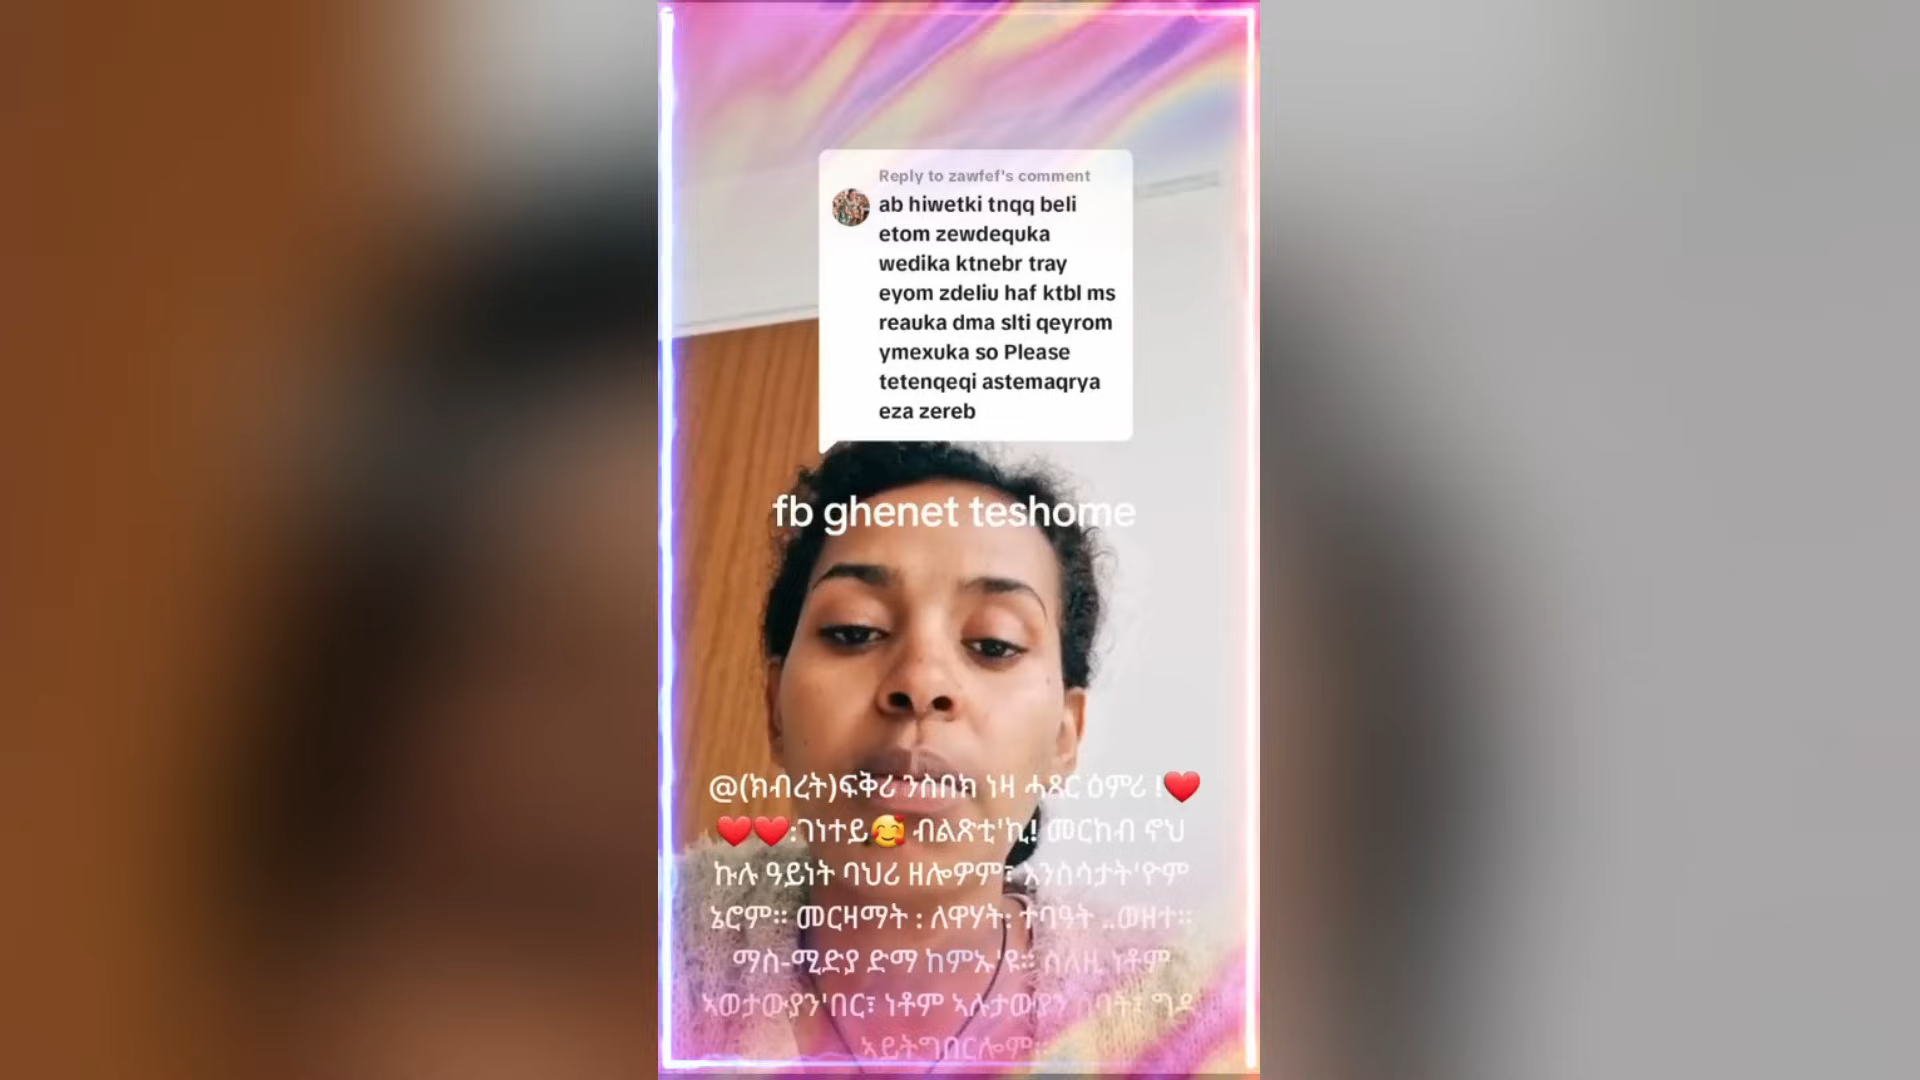 Reply to zawfef's comment
ab hiwetki tnqq beli
etom zewdequka
wedika ktnebr tray
eyom zdeliu haf ktbl ms
reauka dma slti qeyrom
ymexuka so Please
tetenqeqi astemaqrya
eza zereb
fb ghenet teshome
@(ክብረት)ፍቅሪ ንስበክ ነዛ ሓጸር ዕምሪ !❤️
❤️❤️:ገነተይ🥰 ብልጽቲ'ኺ! መርከብ ኖህ
ኩሉ ዓይነት ባህሪ ዘሎዎም፣ እንስሳታት'ዮም
ኔሮም። መርዛማት : ለዋሃት: ተባዓት ..ወዘተ።
ማስ-ሚድያ ድማ ከምኡ'ዩ። ስለዚ ነቶም
ኣወታውያን'በር፣ ነቶም ኣሉታውያን ሰባት፣ ግዳ
ኣይትግበርሎም።